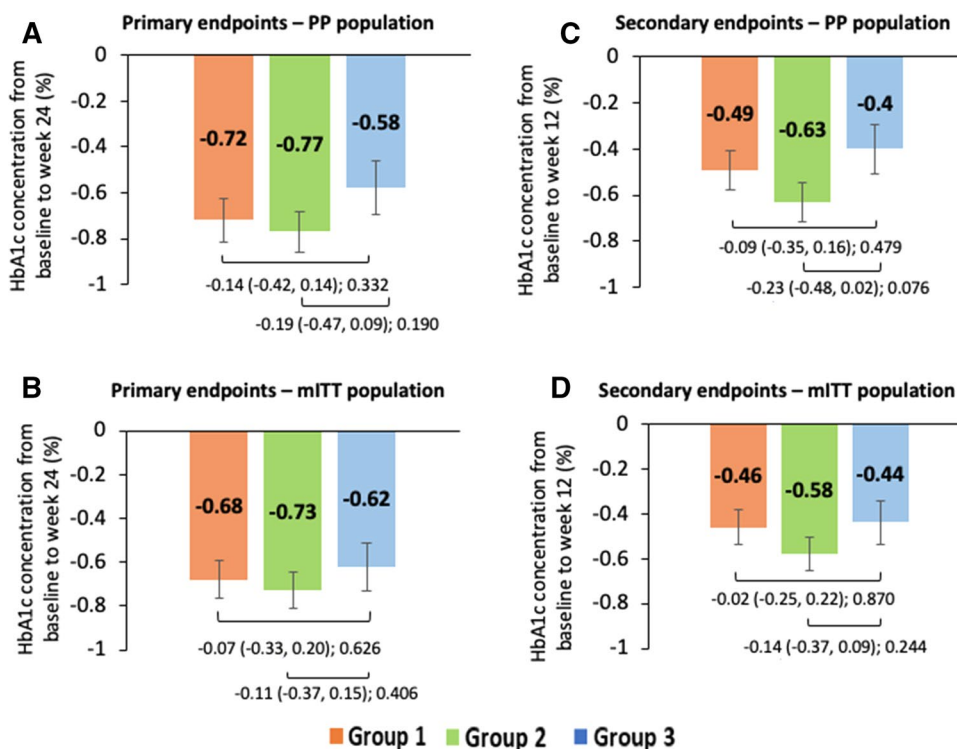 A
Primary endpoints – PP population
HbA1c concentration from
baseline to week 24 (%)
0
-0.2
-0.4
-0.6
-0.8
-1
-0.72
-0.77
-0.58
-0.14 (-0.42, 0.14); 0.332
-0.19 (-0.47, 0.09); 0.190
C
Secondary endpoints – PP population
HbA1c concentration from
baseline to week 12 (%)
0
-0.2
-0.4
-0.6
-0.8
-1
-0.49
-0.63
-0.4
-0.09 (-0.35, 0.16); 0.479
-0.23 (-0.48, 0.02); 0.076
B
Primary endpoints – mITT population
HbA1c concentration from
baseline to week 24 (%)
0
-0.2
-0.4
-0.6
-0.8
-1
-0.68
-0.73
-0.62
-0.07 (-0.33, 0.20); 0.626
-0.11 (-0.37, 0.15); 0.406
D
Secondary endpoints – mITT population
HbA1c concentration from
baseline to week 12 (%)
0
-0.2
-0.4
-0.6
-0.8
-1
-0.46
-0.58
-0.44
-0.02 (-0.25, 0.22); 0.870
-0.14 (-0.37, 0.09); 0.244
Group 1 Group 2 Group 3